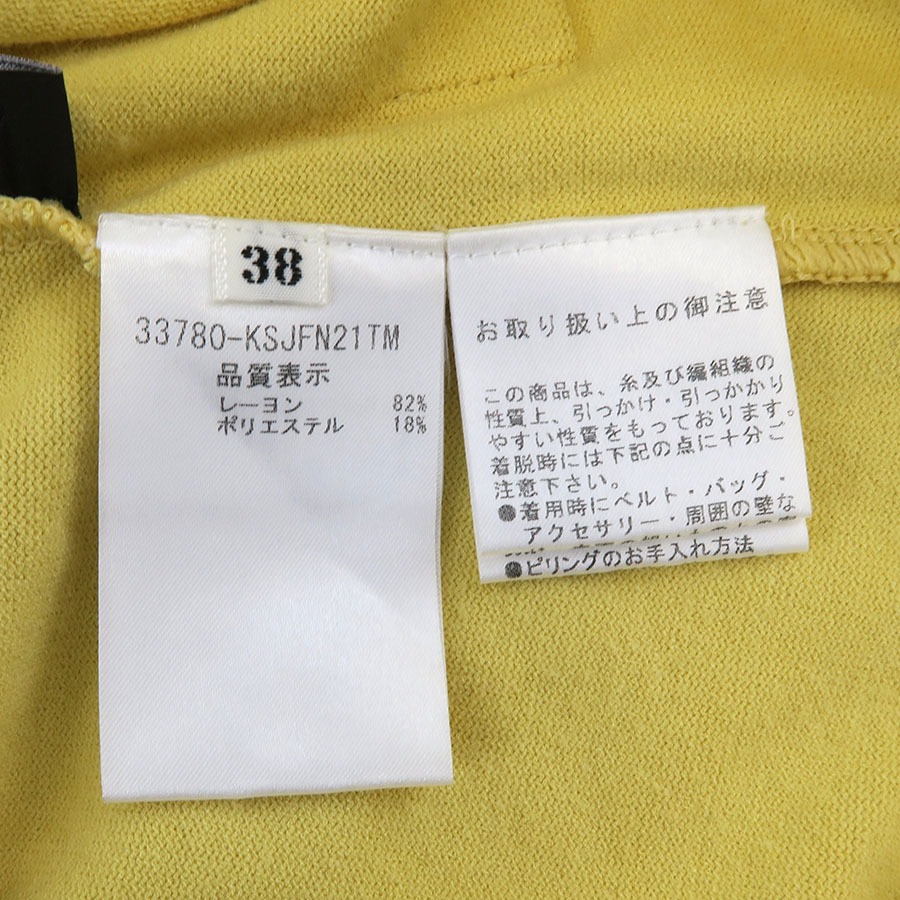 38
33780-KSJFN21TM
品質表示
レーヨン 82%
ポリエステル 18%
お取り扱い上の御注意
この商品は、糸及び編組織の
性質上、引っかけ・引っかかり
やすい性質をもっております。
着脱時には下記の点に十分ご
注意下さい。
●着用時にベルト・バッグ・
アクセサリー・周囲の壁な
●ピリングのお手入れ方法